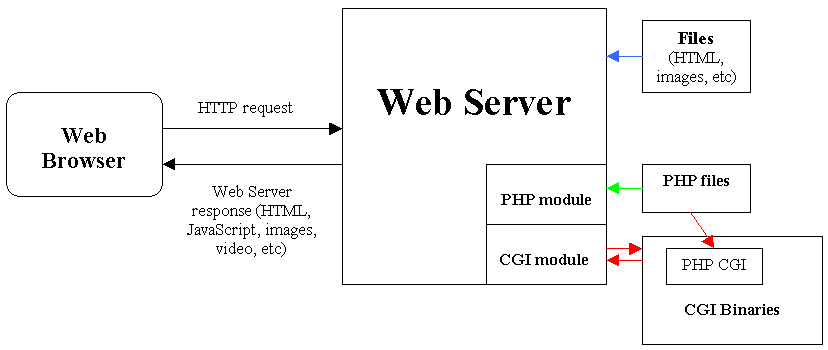 Web
Browser
HTTP request
Web Server
response (HTML,
JavaScript, images,
video, etc)
Web Server
PHP module
CGI module
Files
(HTML,
images, etc)
PHP files
PHP CGI
CGI Binaries